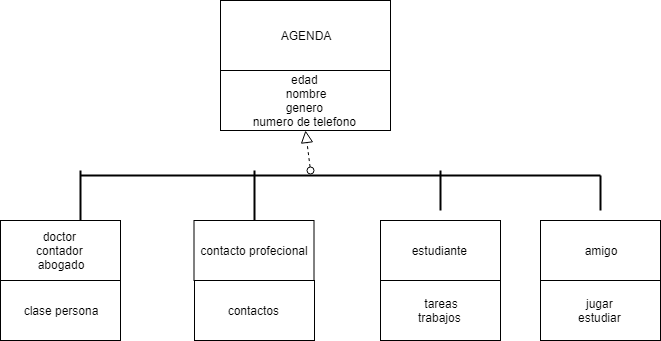 AGENDA
edad
nombre
genero
numero de telefono
doctor
contador
abogado
clase persona
contacto profecional
contactos
estudiante
tareas
trabajos
amigo
jugar
estudiar